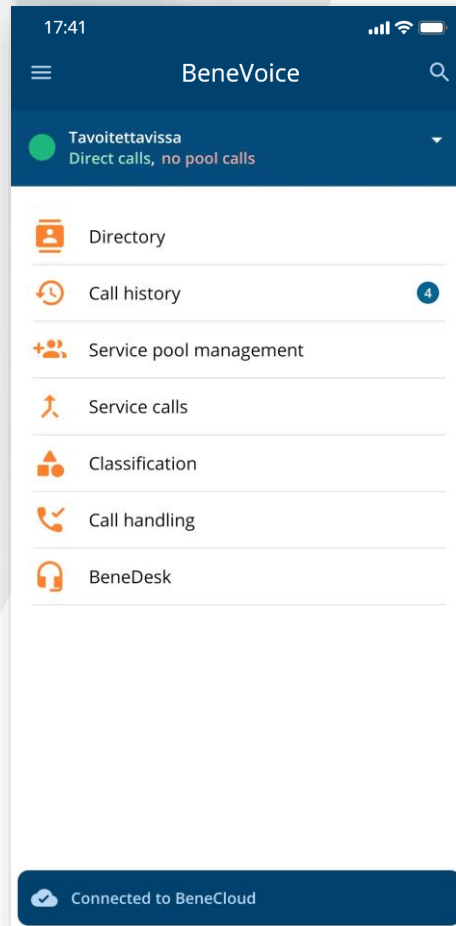 17:41
BeneVoice
Tavoitettavissa
Direct calls, no pool calls
Directory
Call history
4
Service pool management
Service calls
Classification
Call handling
BeneDesk
Connected to BeneCloud